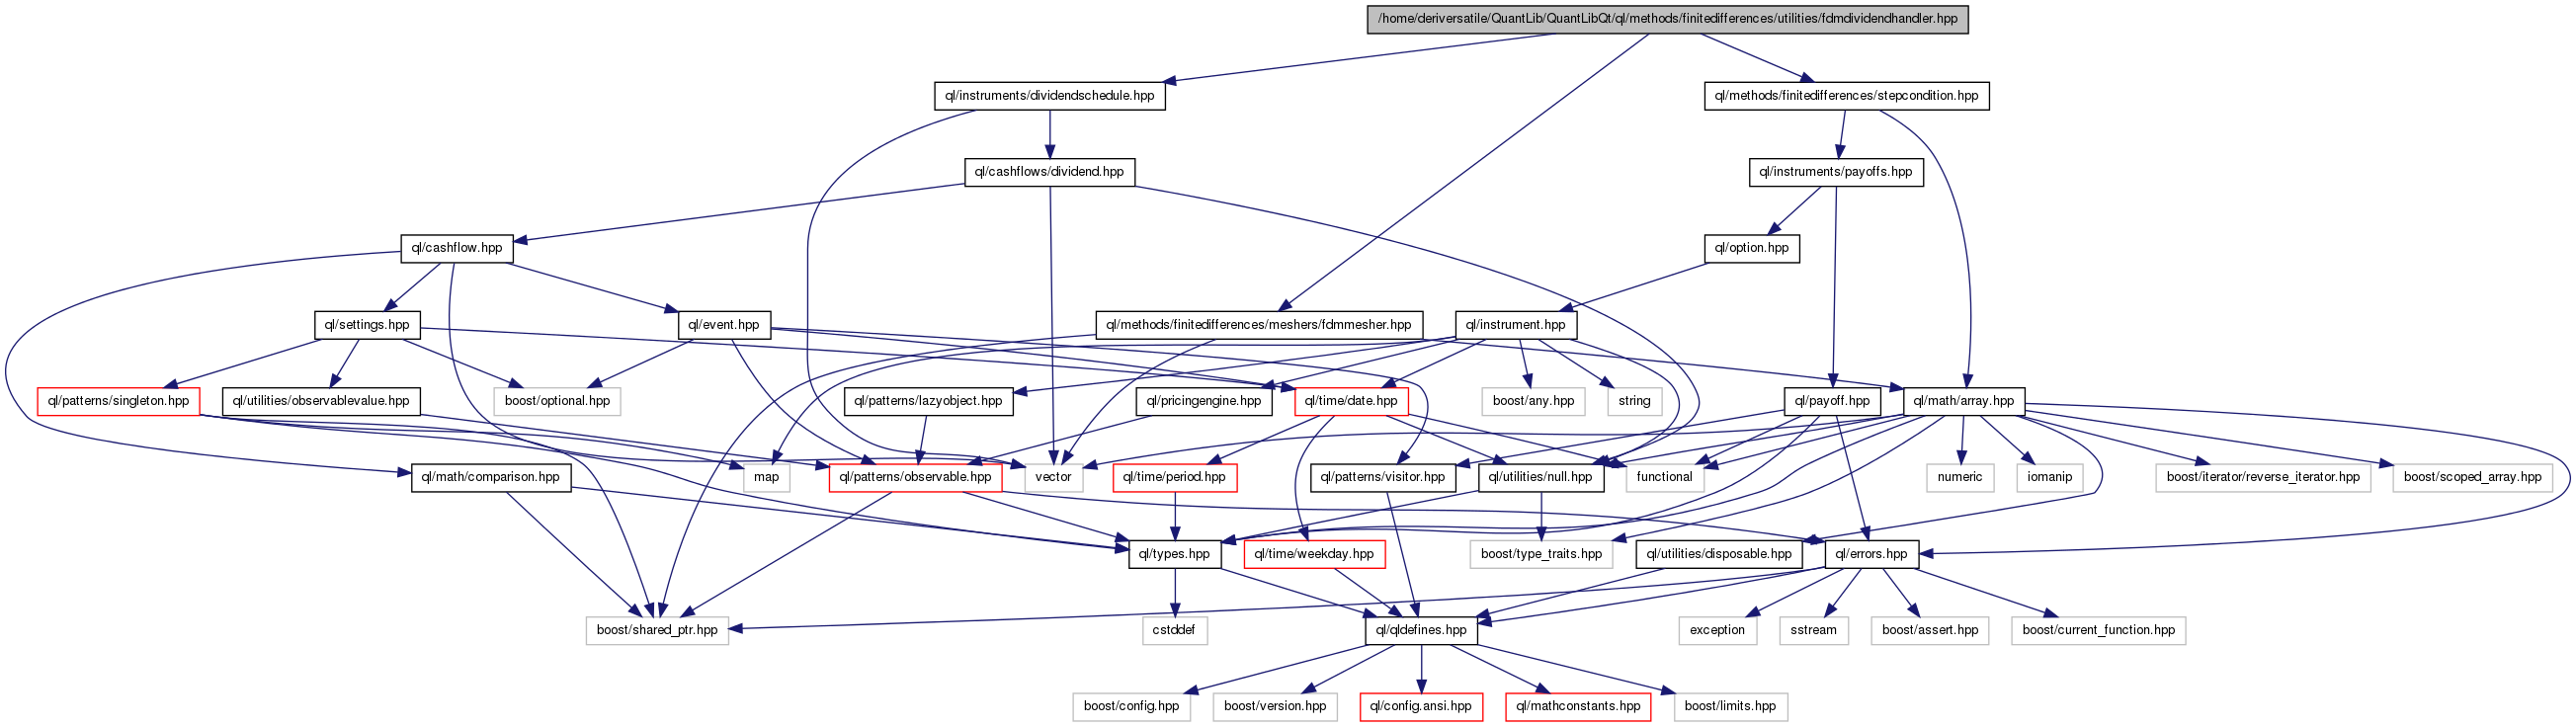 /home/deriversatile/QuantLib/QuantLibQt/ql/methods/finitedifferences/utilities/fdmdividendhandler.hpp
ql/instruments/dividendschedule.hpp
ql/methods/finitedifferences/stepcondition.hpp
ql/cashflows/dividend.hpp
ql/instruments/payoffs.hpp
ql/cashflow.hpp
ql/option.hpp
ql/settings.hpp
ql/event.hpp
ql/methods/finitedifferences/meshers/fdmmesher.hpp
ql/instrument.hpp
ql/patterns/singleton.hpp
ql/utilities/observablevalue.hpp
boost/optional.hpp
ql/patterns/lazyobject.hpp
ql/pricingengine.hpp
ql/time/date.hpp
boost/any.hpp
string
ql/payoff.hpp
ql/math/array.hpp
ql/math/comparison.hpp
map
ql/patterns/observable.hpp
vector
ql/time/period.hpp
ql/patterns/visitor.hpp
ql/utilities/null.hpp
functional
numeric
iomanip
boost/iterator/reverse_iterator.hpp
boost/scoped_array.hpp
ql/types.hpp
ql/time/weekday.hpp
boost/type_traits.hpp
ql/utilities/disposable.hpp
ql/errors.hpp
boost/shared_ptr.hpp
cstddef
ql/qldefines.hpp
exception
sstream
boost/assert.hpp
boost/current_function.hpp
boost/config.hpp
boost/version.hpp
ql/config.ansi.hpp
ql/mathconstants.hpp
boost/limits.hpp